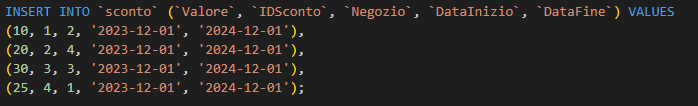 INSERT INTO `sconto` (`Valore`, `IDSconto`, `Negozio`, `DataInizio`, `DataFine`) VALUES
(10, 1, 2, '2023-12-01', '2024-12-01'),
(20, 2, 4, '2023-12-01', '2024-12-01'),
(30, 3, 3, '2023-12-01', '2024-12-01'),
(25, 4, 1, '2023-12-01', '2024-12-01');